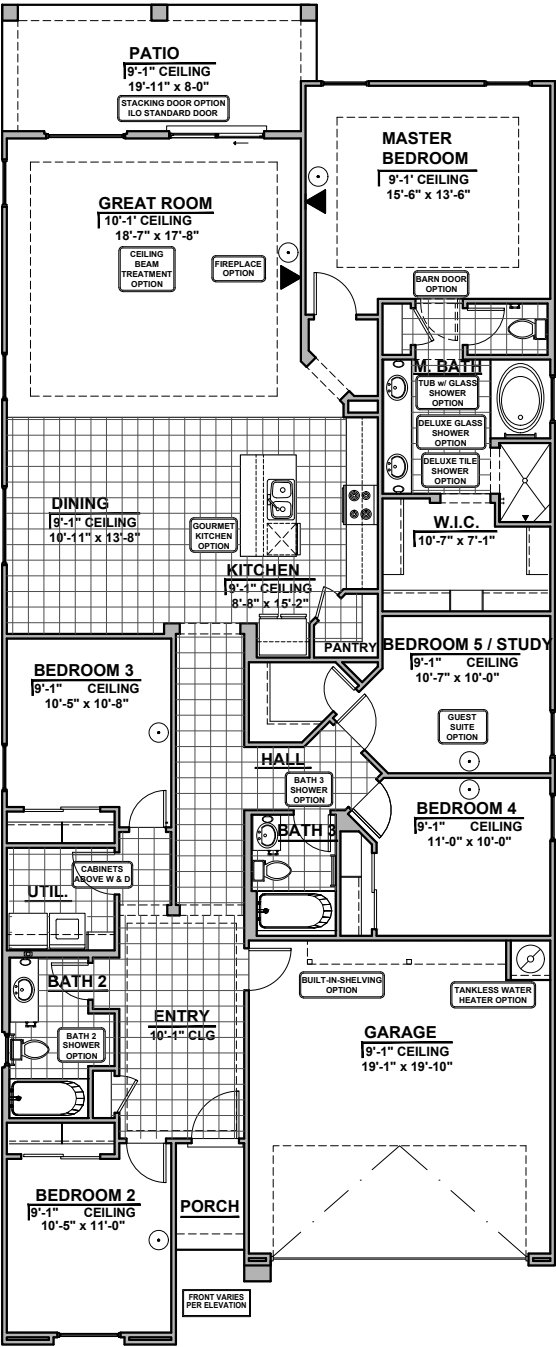 PATIO
9'-1" CEILING
19'-11" x 8-0"
STACKING DOOR OPTION
ILO STANDARD DOOR
MASTER
BEDROOM
9'-1' CEILING
15'-6" x 13'-6"
GREAT ROOM
10'-1' CEILING
18'-7" x 17'-8"
CEILING
BEAM
TREATMENT
OPTION
FIREPLACE
OPTION
BARN DOOR
OPTION
M. BATH
TUB w/ GLASS
SHOWER
OPTION
DELUXE GLASS
SHOWER
OPTION
DELUXE TILE
SHOWER
OPTION
DINING
9'-1" CEILING
10'-11" x 13'-8"
GOURMET
KITCHEN
OPTION
W.I.C.
10'-7" x 7'-1"
KITCHEN
9'-1" CEILING
8'-8" x 15'-2"
PANTRY
BEDROOM 5 / STUDY
9'-1" CEILING
10'-7" x 10'-0"
GUEST
SUITE
OPTION
BEDROOM 3
9'-1" CEILING
10'-5" x 10'-8"
HALL
BATH 3
SHOWER
OPTION
BATH 3
BEDROOM 4
9'-1" CEILING
11'-0" x 10'-0"
CABINETS
ABOVE W & D
UTIL.
BATH 2
BATH 2
SHOWER
OPTION
ENTRY
10'-1" CLG
BUILT-IN-SHELVING
OPTION
TANKLESS WATER
HEATER OPTION
GARAGE
9'-1" CEILING
19'-1" x 19'-10"
BEDROOM 2
9'-1" CEILING
10'-5" x 11'-0"
PORCH
FRONT VARIES
PER ELEVATION